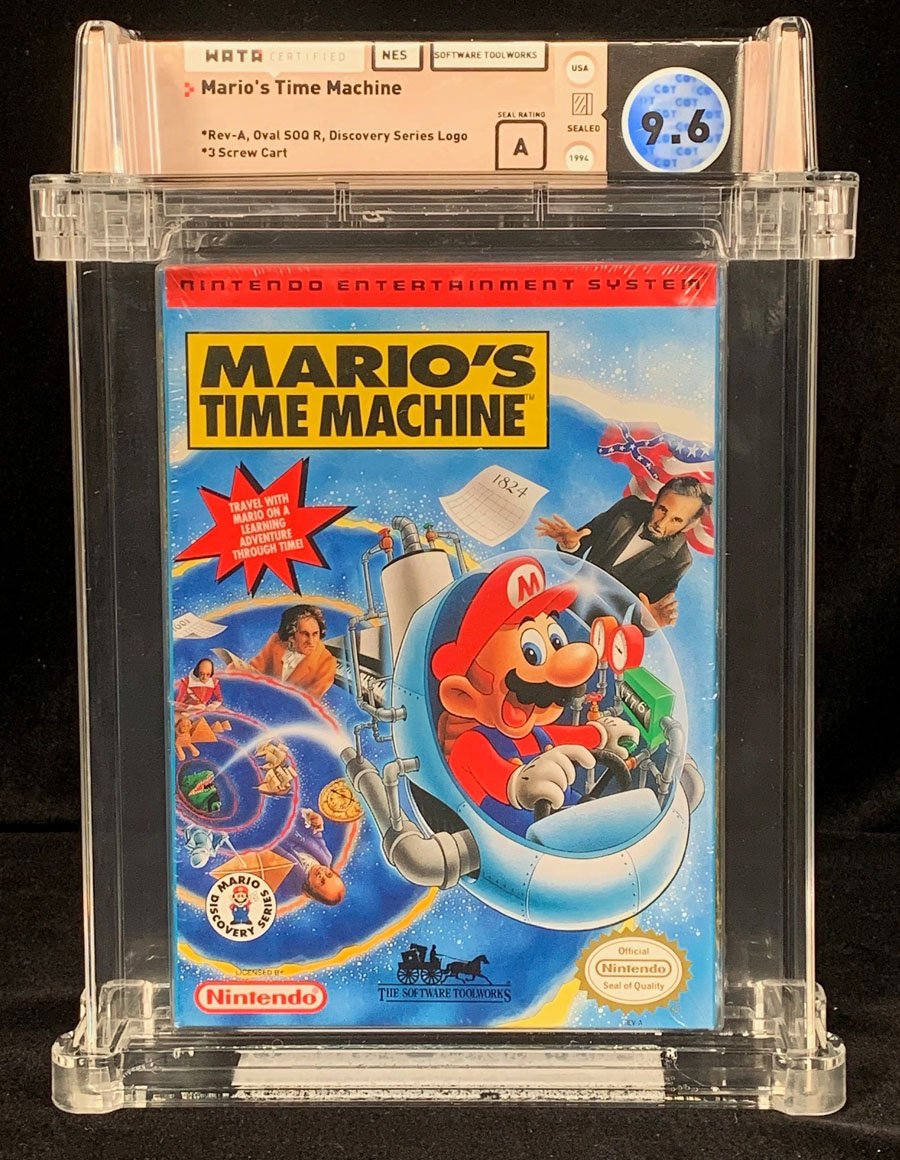 WATA CERTIFIED
NES
SOFTWARE TOOLWORKS
USA
Mario's Time Machine
*Rev-A, Oval SOQ R, Discovery Series Logo
*3 Screw Cart
SEAL RATING
A
SEALED
1994
9.6
NINTENDO ENTERTAINMENT SYSTEM
MARIO'S
TIME MACHINE™
TRAVEL WITH
MARIO ON A
LEARNING
ADVENTURE
THROUGH TIME!
1824
M
MARIO
DISCOVERY SERIES
LICENSED BY
Nintendo®
THE SOFTWARE TOOLWORKS®
Official
Nintendo
Seal of Quality